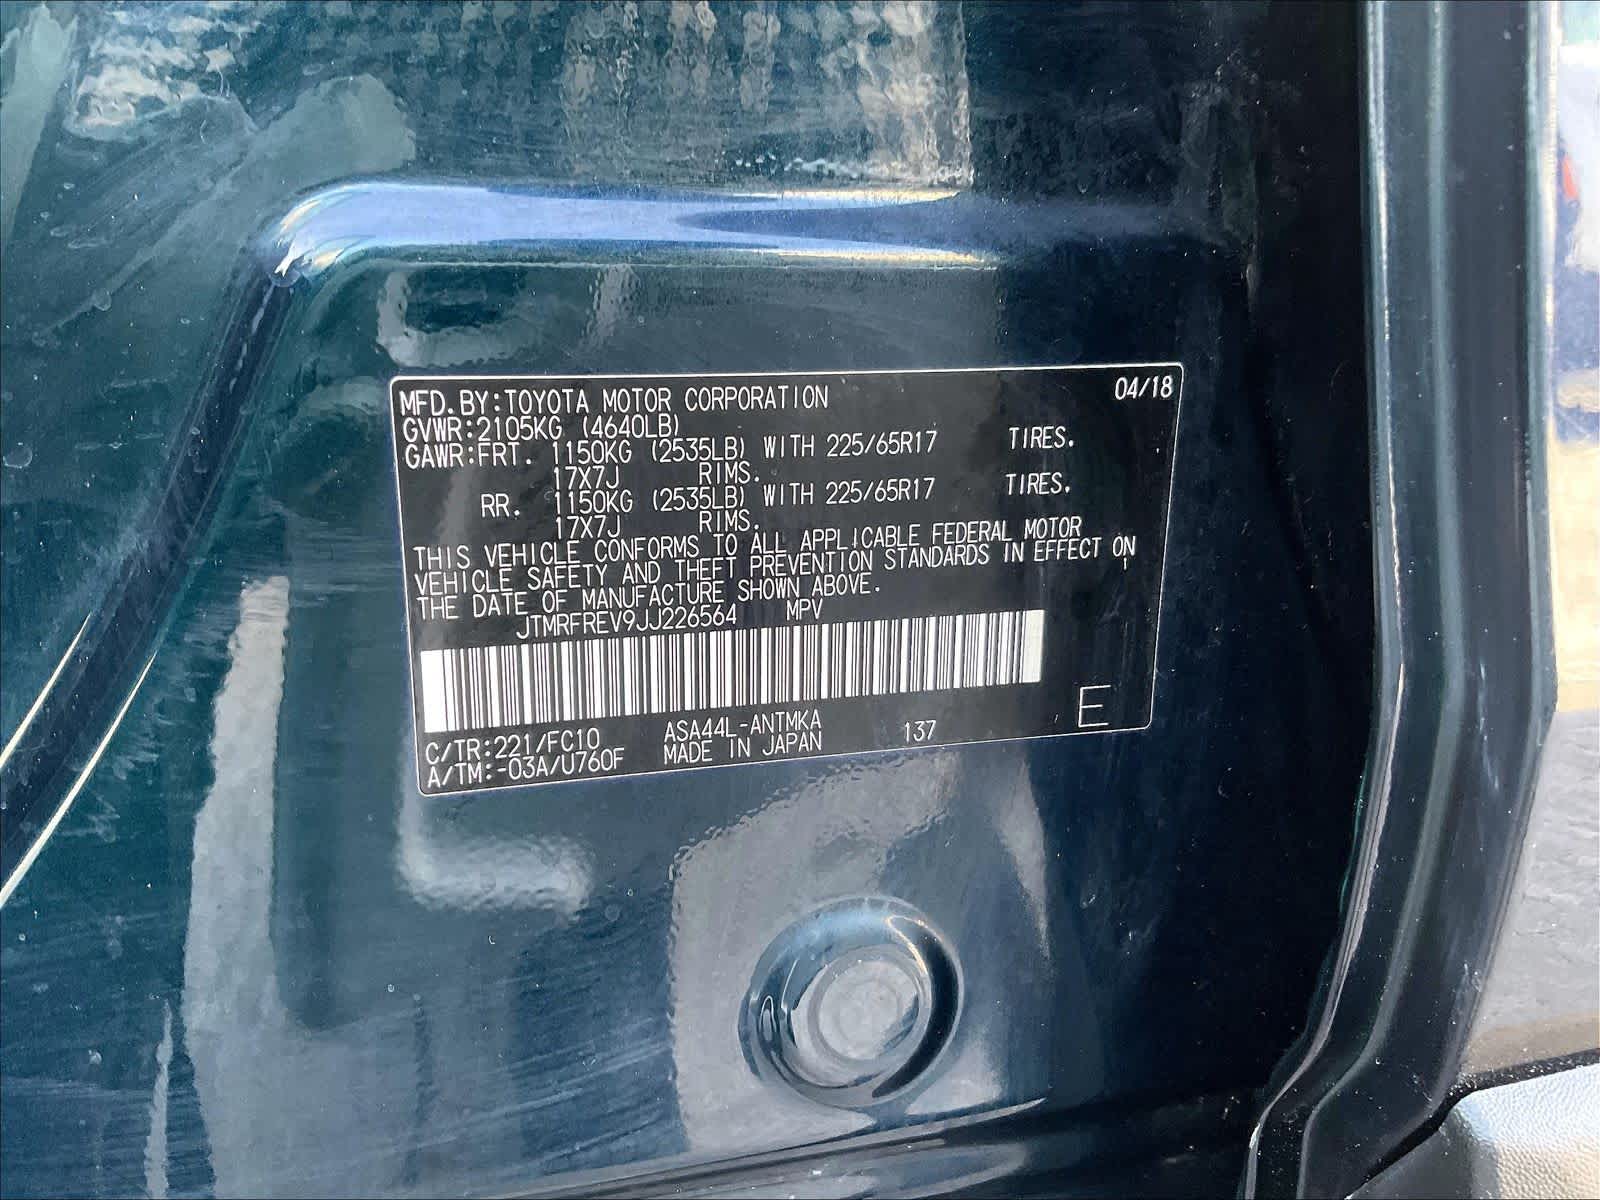 MFD. BY:TOYOTA MOTOR CORPORATION 04/18
GVWR:2105KG (4640LB)
GAWR:FRT. 1150KG (2535LB) WITH 225/65R17 TIRES.
17X7J RIMS.
RR. 1150KG (2535LB) WITH 225/65R17 TIRES.
17X7J RIMS.
THIS VEHICLE CONFORMS TO ALL APPLICABLE FEDERAL MOTOR
VEHICLE SAFETY AND THEFT PREVENTION STANDARDS IN EFFECT ON
THE DATE OF MANUFACTURE SHOWN ABOVE.
JTMRFREV9JJ226564 MPV
C/TR:221/FC10 ASA44L-ANTMKA 137 E
A/TM:-03A/U760F MADE IN JAPAN